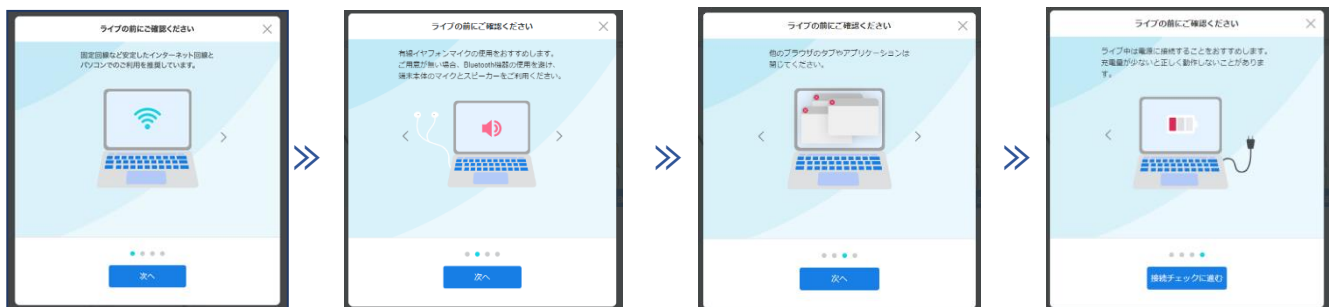 ライブの前にご確認ください
固定回線など安定したインターネット回線と
パソコンでのご利用を推奨しています。
次へ
ライブの前にご確認ください
有線イヤフォンマイクの使用をおすすめします。
ご用意が無い場合、Bluetooth機器の使用を避け、
端末本体のマイクとスピーカーをご利用ください。
次へ
ライブの前にご確認ください
他のブラウザのタブやアプリケーションは
閉じてください。
次へ
ライブの前にご確認ください
ライブ中は電源に接続することをおすすめします。
充電量が少ないと正しく動作しないことがありま
す。
接続チェックに進む